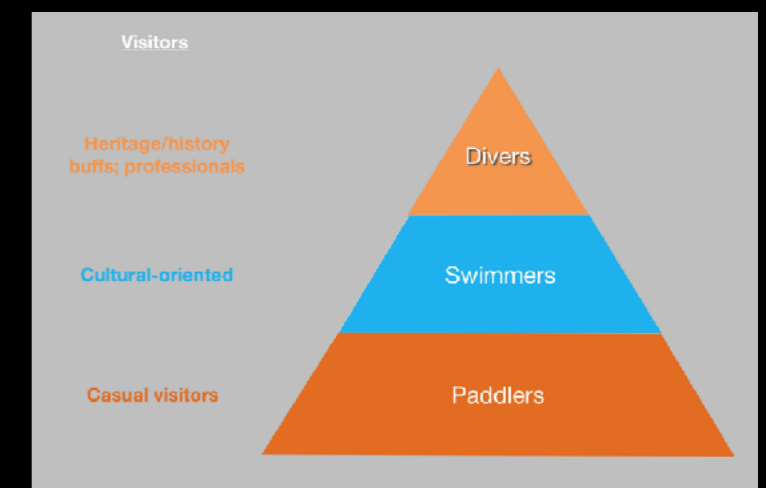 Visitors
Heritage/history
buffs; professionals
Divers
Cultural-oriented
Swimmers
Casual visitors
Paddlers